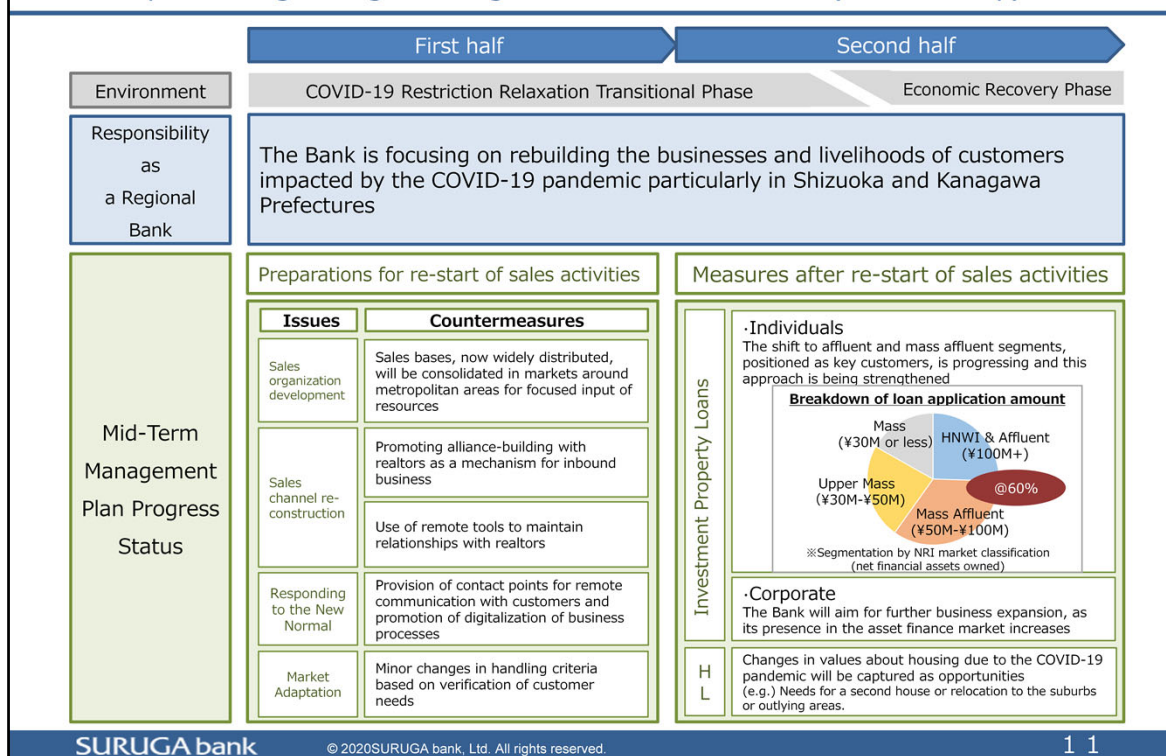 First half
Second half
Environment
COVID-19 Restriction Relaxation Transitional Phase
Economic Recovery Phase
Responsibility
as
a Regional
Bank
The Bank is focusing on rebuilding the businesses and livelihoods of customers
impacted by the COVID-19 pandemic particularly in Shizuoka and Kanagawa
Prefectures
Mid-Term
Management
Plan Progress
Status
Preparations for re-start of sales activities
Issues
Countermeasures
Sales
organization
development
Sales bases, now widely distributed,
will be consolidated in markets around
metropolitan areas for focused input of
resources
Sales
channel re-
construction
Promoting alliance-building with
realtors as a mechanism for inbound
business
Use of remote tools to maintain
relationships with realtors
Responding
to the New
Normal
Provision of contact points for remote
communication with customers and
promotion of digitalization of business
processes
Market
Adaptation
Minor changes in handling criteria
based on verification of customer
needs
Measures after re-start of sales activities
Investment Property Loans
·Individuals
The shift to affluent and mass affluent segments,
positioned as key customers, is progressing and this
approach is being strengthened
Breakdown of loan application amount
Mass
(¥30M or less)
HNWI & Affluent
(¥100M+)
Upper Mass
(¥30M-¥50M)
@60%
Mass Affluent
(¥50M-¥100M)
※Segmentation by NRI market classification
(net financial assets owned)
·Corporate
The Bank will aim for further business expansion, as
its presence in the asset finance market increases
H
L
Changes in values about housing due to the COVID-19
pandemic will be captured as opportunities
(e.g.) Needs for a second house or relocation to the suburbs
or outlying areas.
SURUGA bank
© 2020SURUGA bank, Ltd. All rights reserved.
1 1